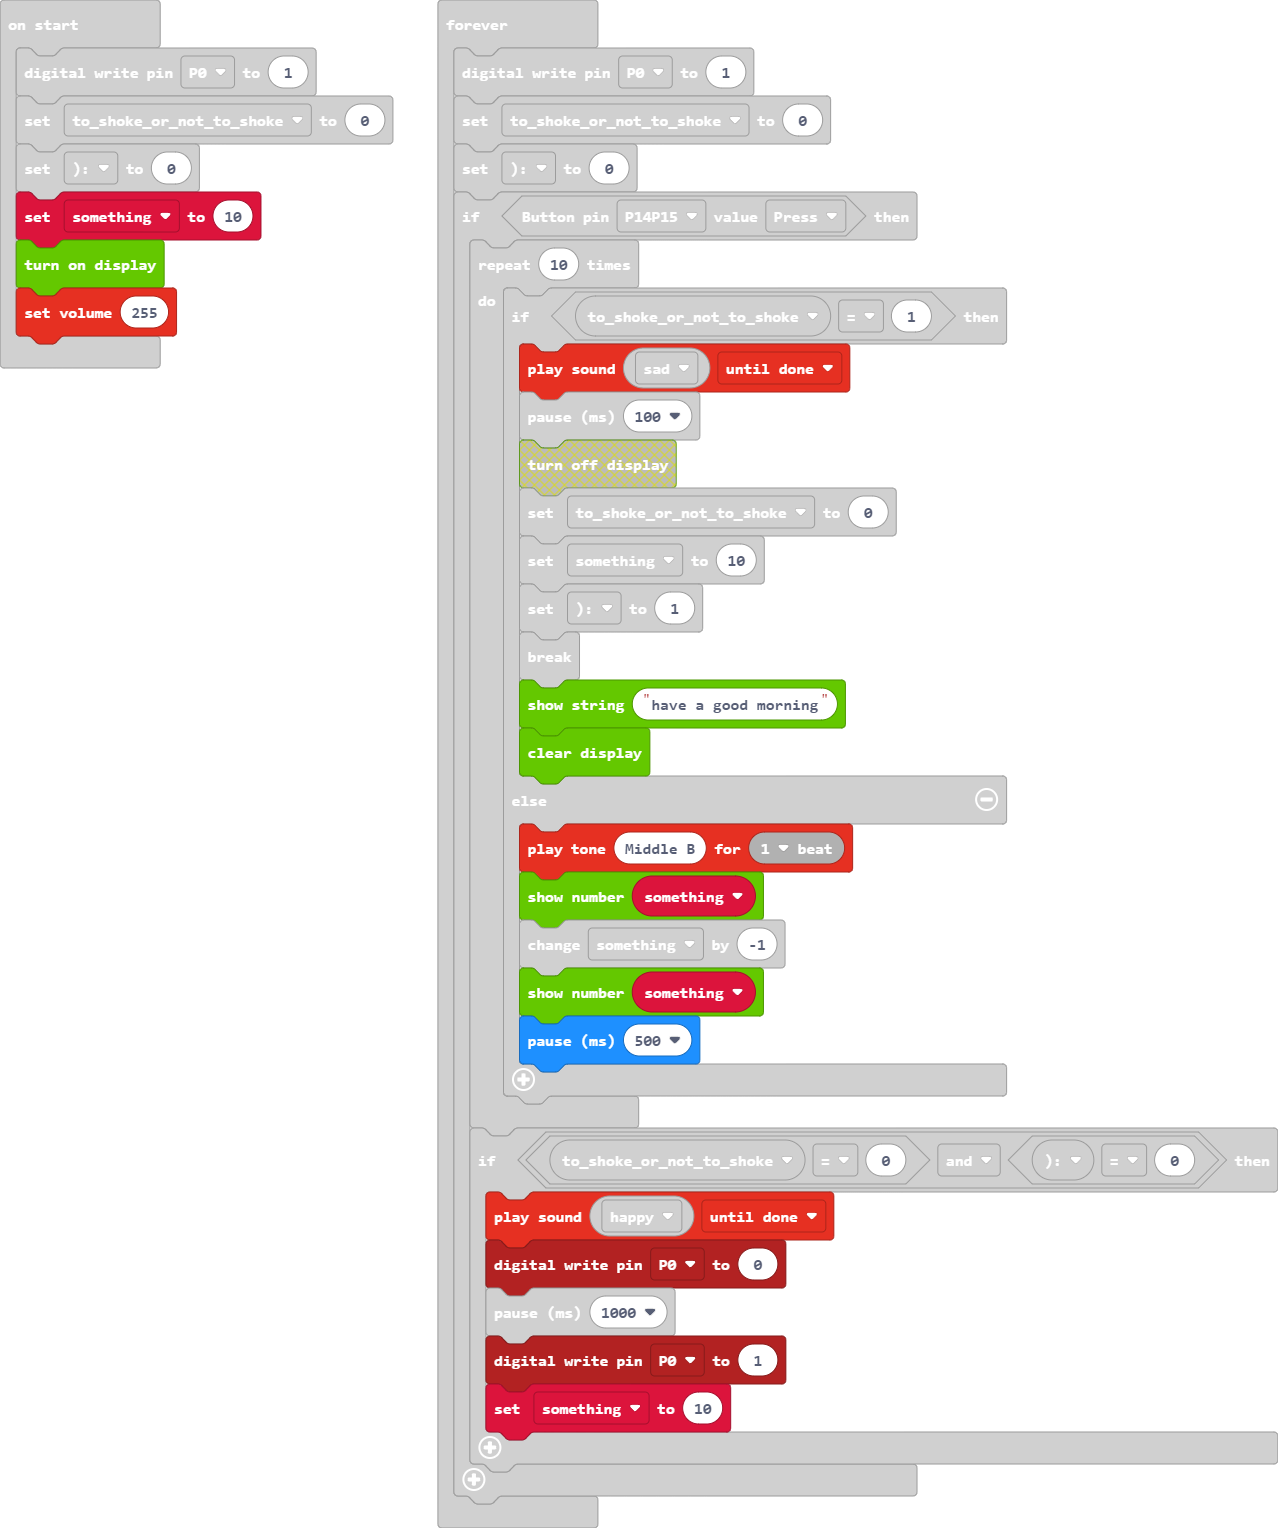 on start
digital write pin P0 to 1
set to_shoke_or_not_to_shoke to 0
set ): to 0
set something to 10
turn on display
set volume 255
forever
digital write pin P0 to 1
set to_shoke_or_not_to_shoke to 0
set ): to 0
if Button pin P14P15 value Press then
repeat 10 times
do
if to_shoke_or_not_to_shoke = 1 then
play sound sad until done
pause (ms) 100
turn off display
set to_shoke_or_not_to_shoke to 0
set something to 10
set ): to 1
break
show string "have a good morning"
clear display
else
play tone Middle B for 1 beat
show number something
change something by -1
show number something
pause (ms) 500
if to_shoke_or_not_to_shoke = 0 and ): = 0 then
play sound happy until done
digital write pin P0 to 0
pause (ms) 1000
digital write pin P0 to 1
set something to 10